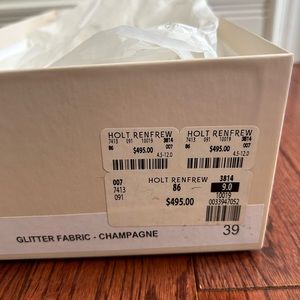 HOLT RENFREW
7413 091 10019 3814
86 $495.00 007
4.5-12.0
HOLT RENFREW
7413 091 10019 3814
86 $495.00 007
4.5-12.0
007 HOLT RENFREW 3814
7413 86 9.0
091 10019
$495.00 0033947052
GLITTER FABRIC - CHAMPAGNE 39